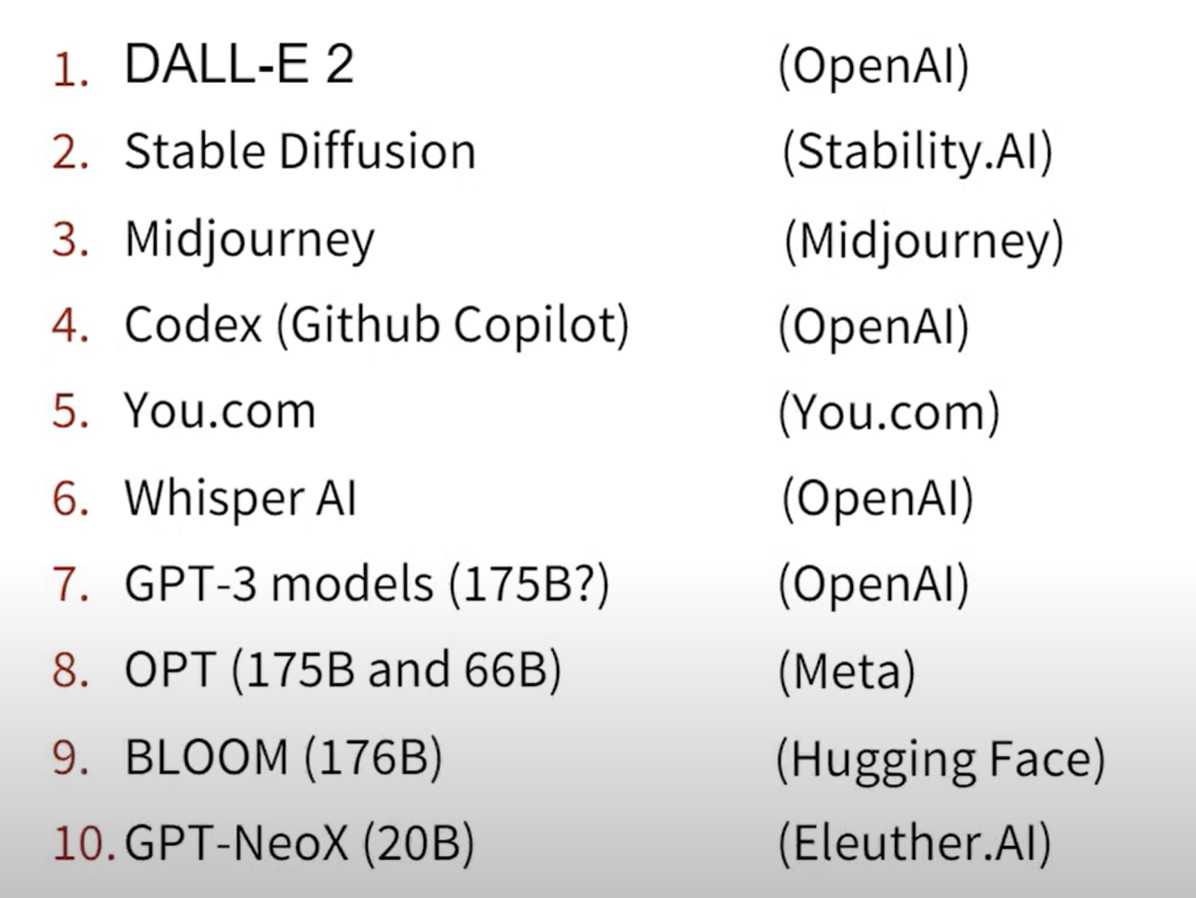 1. DALL-E 2 (OpenAI)
2. Stable Diffusion (Stability.AI)
3. Midjourney (Midjourney)
4. Codex (Github Copilot) (OpenAI)
5. You.com (You.com)
6. Whisper AI (OpenAI)
7. GPT-3 models (175B?) (OpenAI)
8. OPT (175B and 66B) (Meta)
9. BLOOM (176B) (Hugging Face)
10. GPT-NeoX (20B) (Eleuther.AI)